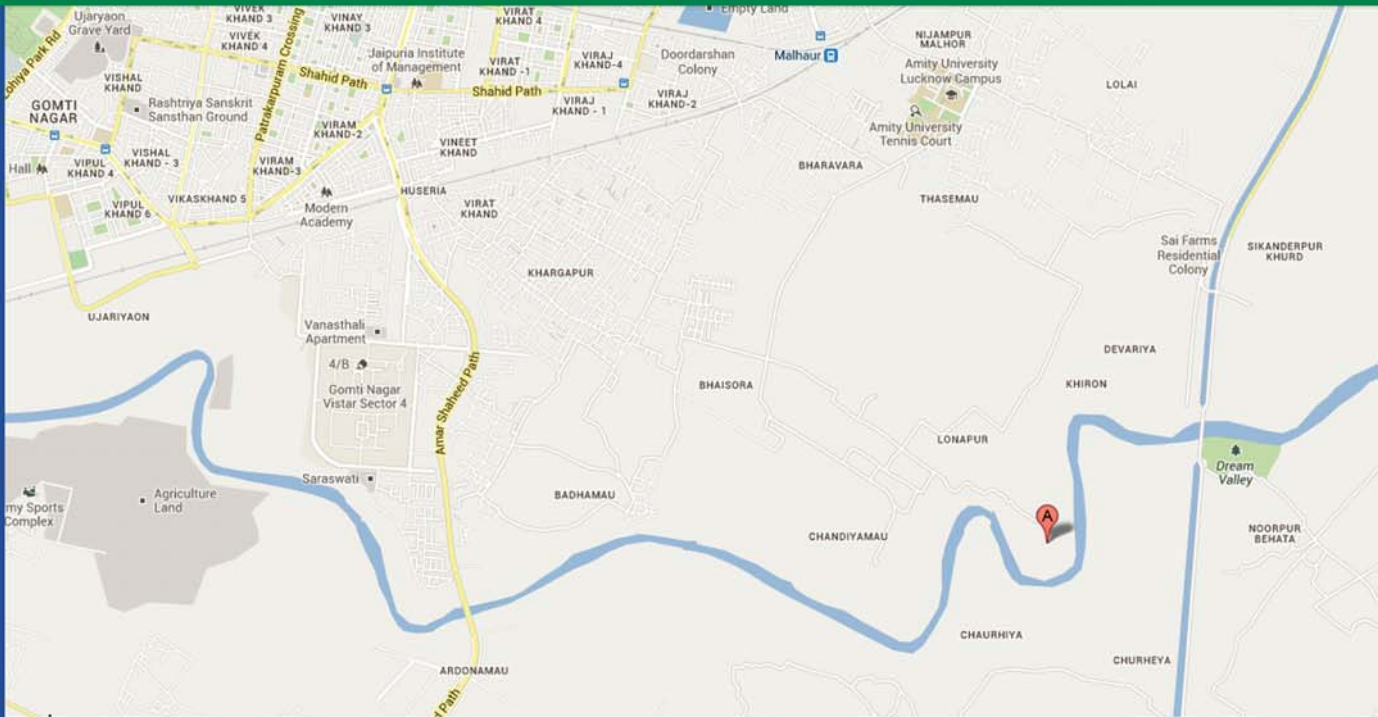 VIVEK
KHAND 3
Ujaryaon
Grave Yard
VIVEK
KHAND 4
VINAY
KHAND 3
VIRAT
KHAND 4
Empty Land
Lohiya Park Rd
Patrakarpuram Crossing
Jaipuria Institute
of Management
VIRAT
KHAND -1
VIRAJ
KHAND-4
Doordarshan
Colony
Malhaur
NIJAMPUR
MALHOR
Amity University
Lucknow Campus
LOLAI
VISHAL
KHAND
Shahid Path
Shahid Path
VIRAJ
KHAND - 1
VIRAJ
KHAND-2
GOMTI
NAGAR
Rashtriya Sanskrit
Sansthan Ground
VIRAM
KHAND-2
Amity University
Tennis Court
VINEET
KHAND
Hall
VIPUL
KHAND 4
VISHAL
KHAND - 3
VIRAM
KHAND-3
BHARAVARA
HUSERIA
VIPUL
KHAND 6
VIKASKHAND 5
Modern
Academy
VIRAT
KHAND
THASEMAU
Sai Farms
Residential
Colony
SIKANDERPUR
KHURD
KHARGAPUR
UJARIYAON
Vanasthali
Apartment
4/B
Gomti Nagar
Vistar Sector 4
Amar Shaheed Path
BHAISORA
DEVARIYA
KHIRON
LONAPUR
Dream
Valley
Saraswati
Agriculture
Land
my Sports
Complex
BADHAMAU
A
CHANDIYAMAU
NOORPUR
BEHATA
CHAURHIYA
CHURHEYA
ARDONAMAU
d Path